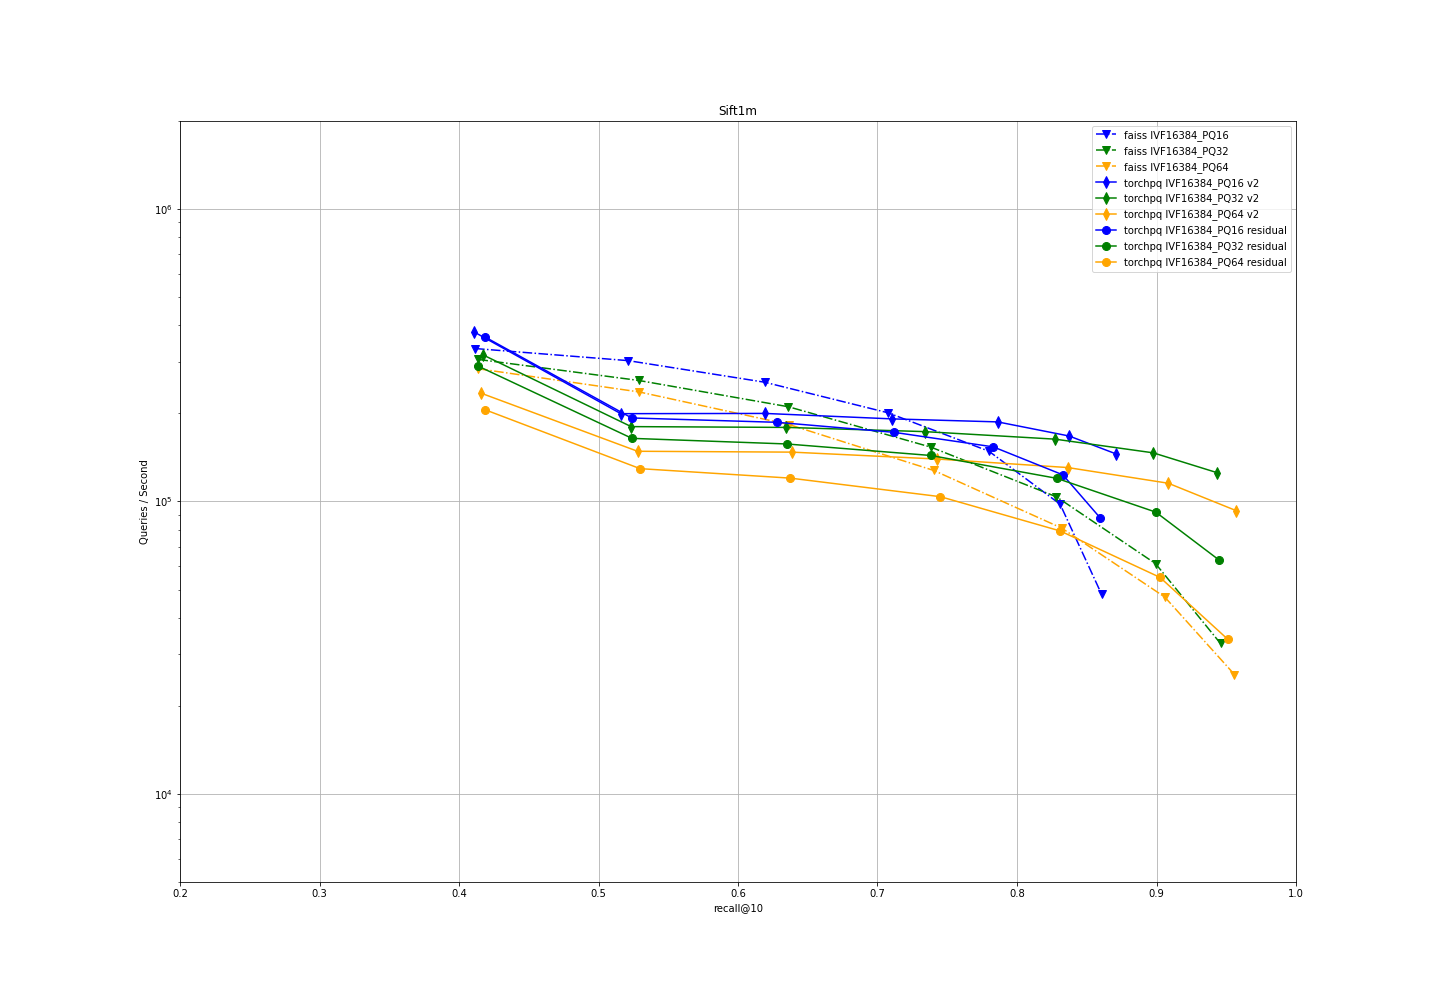 Sift1m
faiss IVF16384_PQ16
faiss IVF16384_PQ32
faiss IVF16384_PQ64
torchpq IVF16384_PQ16 v2
torchpq IVF16384_PQ32 v2
torchpq IVF16384_PQ64 v2
torchpq IVF16384_PQ16 residual
torchpq IVF16384_PQ32 residual
torchpq IVF16384_PQ64 residual
10⁶
10⁵
10⁴
Queries / Second
0.2 0.3 0.4 0.5 0.6 0.7 0.8 0.9 1.0
recall@10